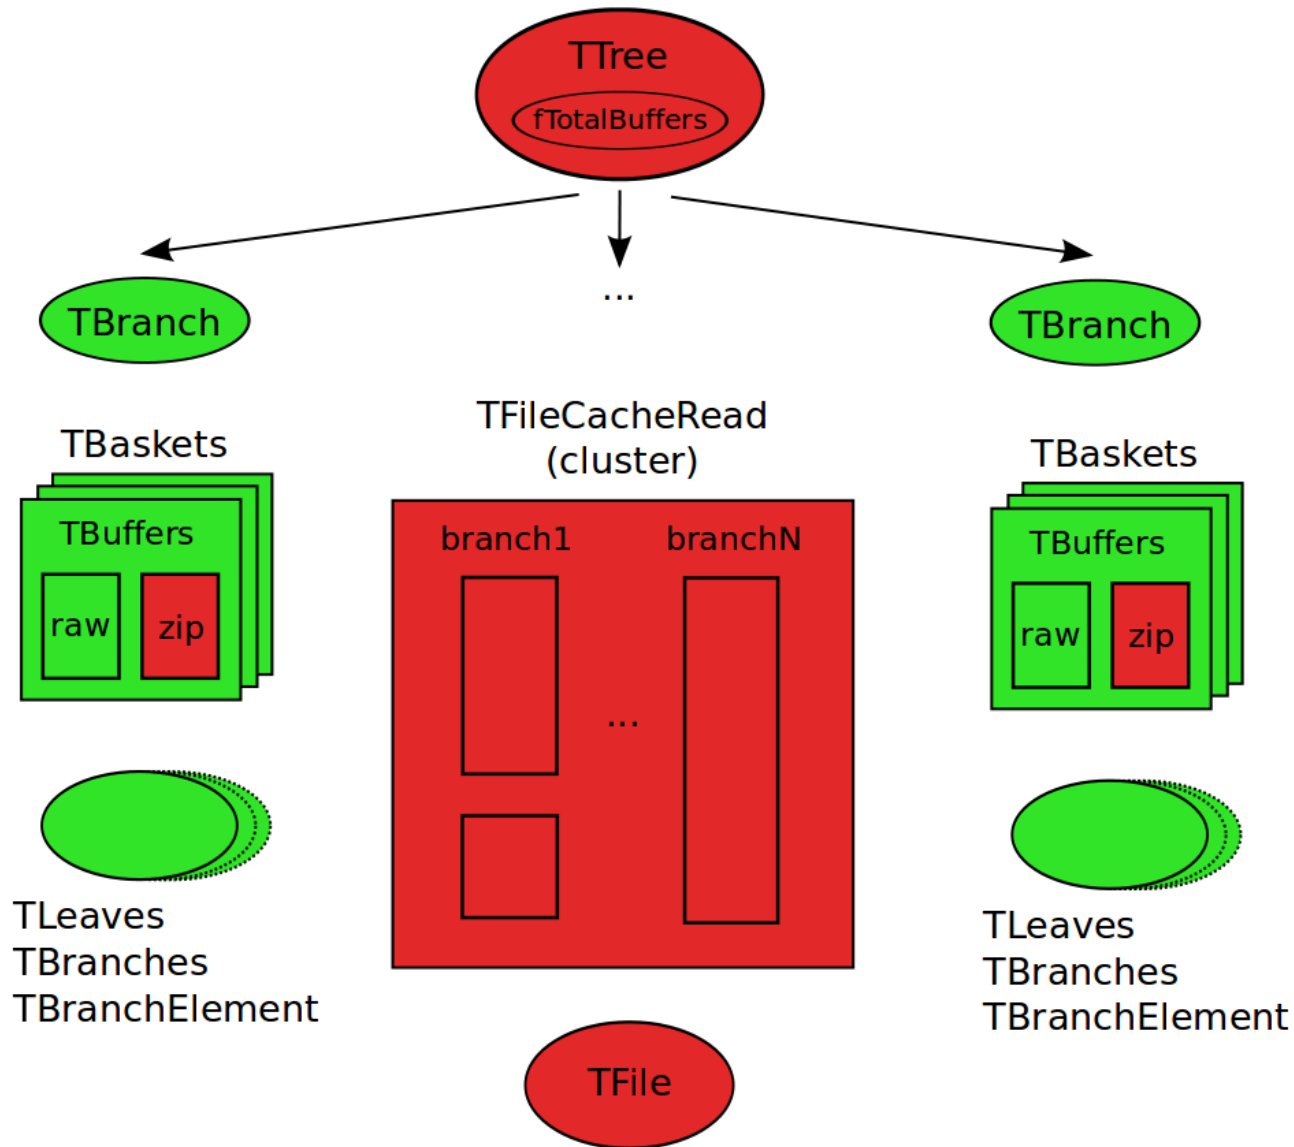 TTree
fTotalBuffers
...
TBranch
TBranch
TFileCacheRead
(cluster)
TBaskets
TBuffers
raw
zip
branch1
branchN
...
TBaskets
TBuffers
raw
zip
TLeaves
TBranches
TBranchElement
TLeaves
TBranches
TBranchElement
TFile